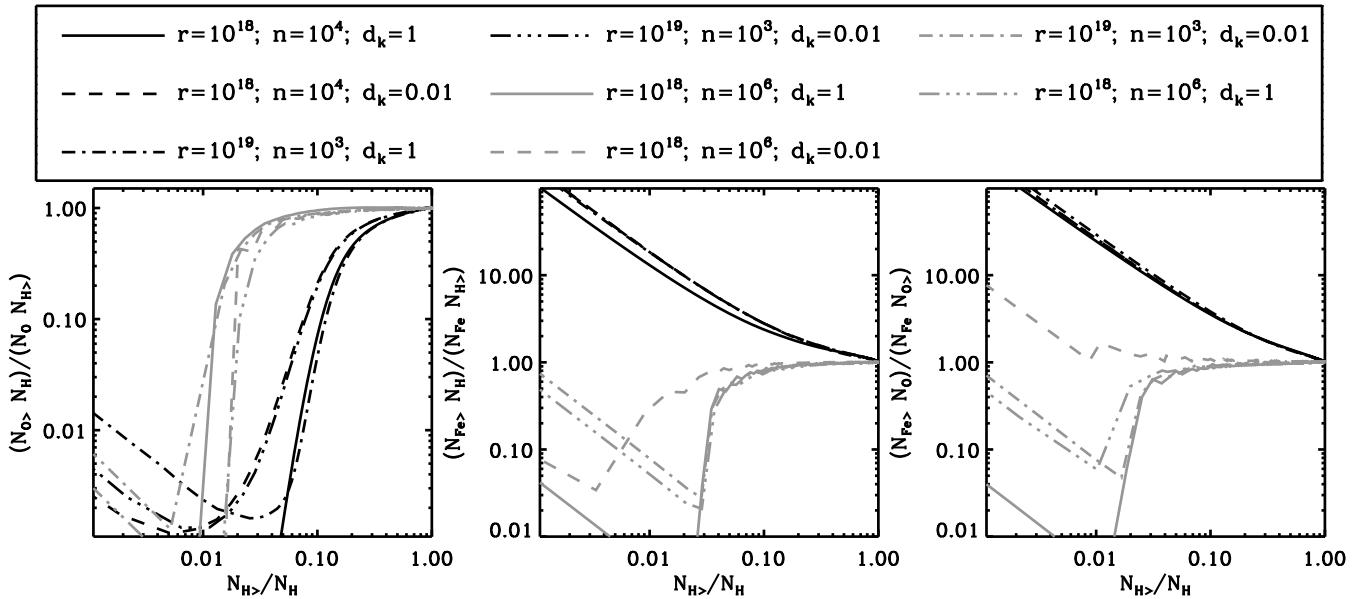 r=10^18; n=10^4; d_k=1
r=10^19; n=10^3; d_k=0.01
r=10^19; n=10^3; d_k=0.01
r=10^18; n=10^4; d_k=0.01
r=10^18; n=10^6; d_k=1
r=10^18; n=10^6; d_k=1
r=10^19; n=10^3; d_k=1
r=10^18; n=10^6; d_k=0.01
(N_O> N_H)/(N_O N_H>)
1.00
0.10
0.01
0.01 0.10 1.00
N_H>/N_H
(N_Fe> N_H)/(N_Fe N_H>)
10.00
1.00
0.10
0.01
0.01 0.10 1.00
N_H>/N_H
(N_Fe> N_O)/(N_Fe N_O>)
10.00
1.00
0.10
0.01
0.01 0.10 1.00
N_H>/N_H